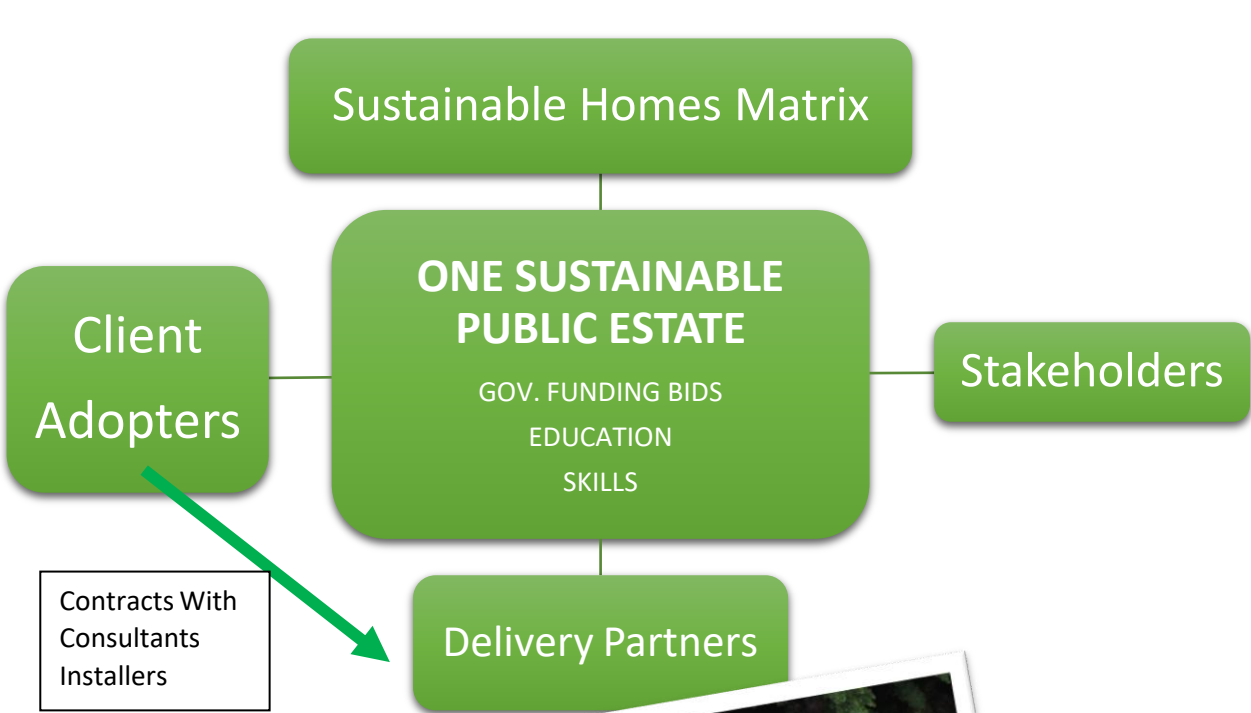 Sustainable Homes Matrix
ONE SUSTAINABLE
PUBLIC ESTATE
GOV. FUNDING BIDS
EDUCATION
SKILLS
Client
Adopters
Stakeholders
Contracts With
Consultants
Installers
Delivery Partners